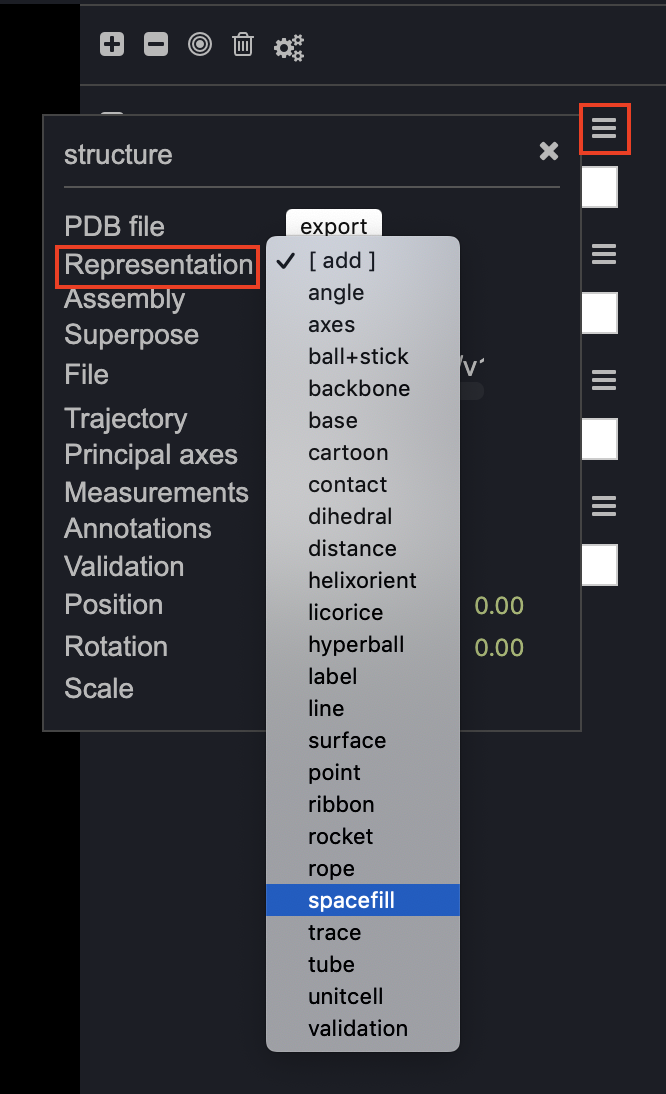 structure
PDB file
export
Representation
[ add ]
angle
Assembly
axes
Superpose
ball+stick
File
backbone
Trajectory
base
Principal axes
cartoon
Measurements
contact
Annotations
dihedral
Validation
distance
helixorient
Position
licorice
0.00
Rotation
hyperball
0.00
Scale
label
line
surface
point
ribbon
rocket
rope
spacefill
trace
tube
unitcell
validation